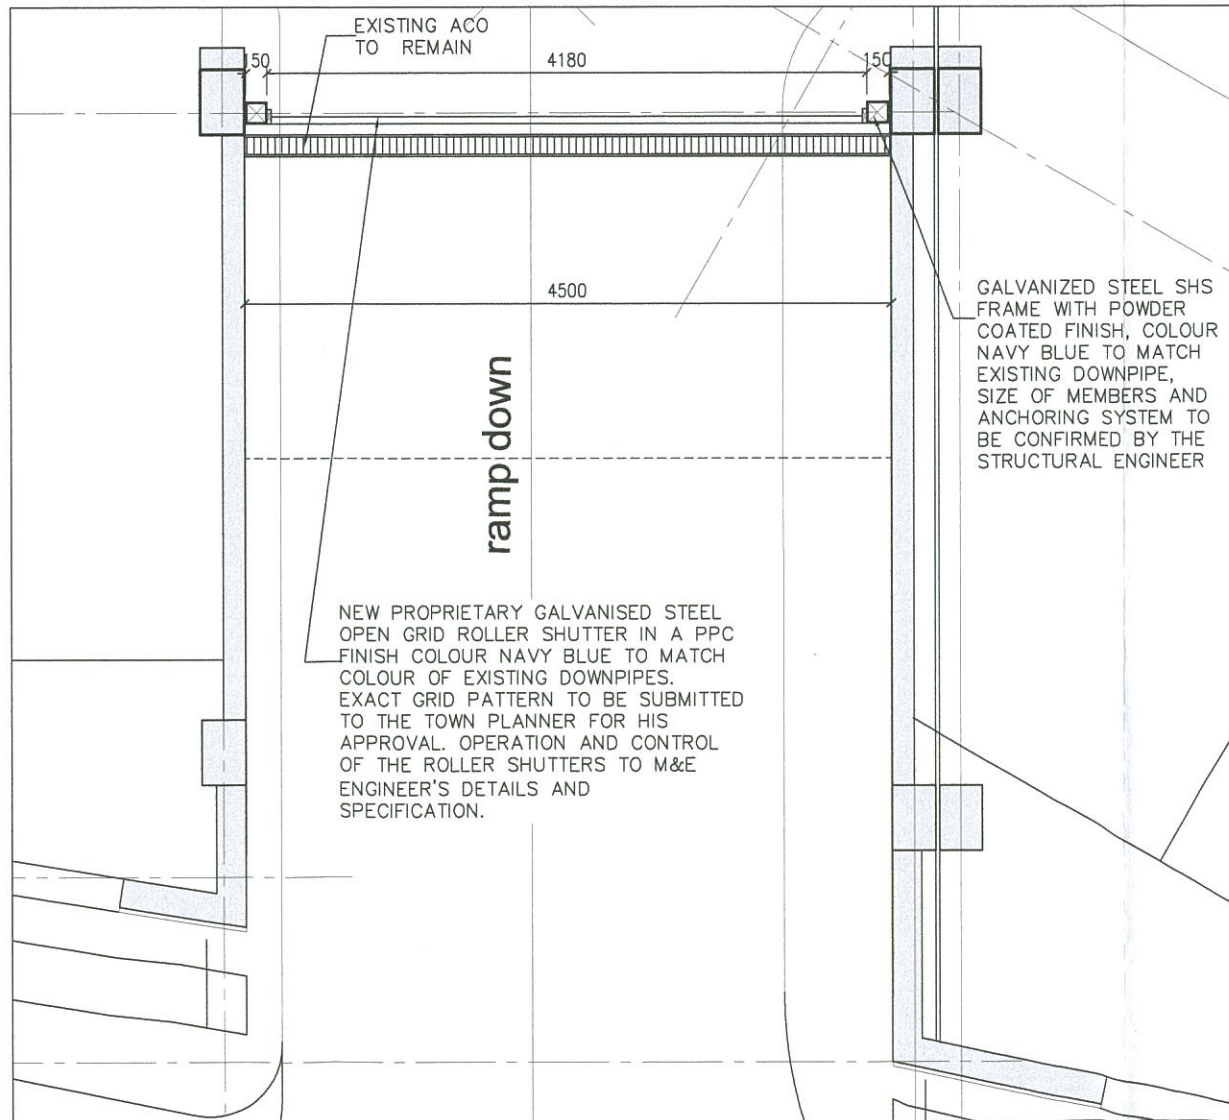 EXISTING ACO
TO REMAIN
150
4180
150
4500
GALVANIZED STEEL SHS
FRAME WITH POWDER
COATED FINISH, COLOUR
NAVY BLUE TO MATCH
EXISTING DOWNPIPE,
SIZE OF MEMBERS AND
ANCHORING SYSTEM TO
BE CONFIRMED BY THE
STRUCTURAL ENGINEER
ramp down
NEW PROPRIETARY GALVANISED STEEL
OPEN GRID ROLLER SHUTTER IN A PPC
FINISH COLOUR NAVY BLUE TO MATCH
COLOUR OF EXISTING DOWNPIPES.
EXACT GRID PATTERN TO BE SUBMITTED
TO THE TOWN PLANNER FOR HIS
APPROVAL. OPERATION AND CONTROL
OF THE ROLLER SHUTTERS TO M&E
ENGINEER'S DETAILS AND
SPECIFICATION.